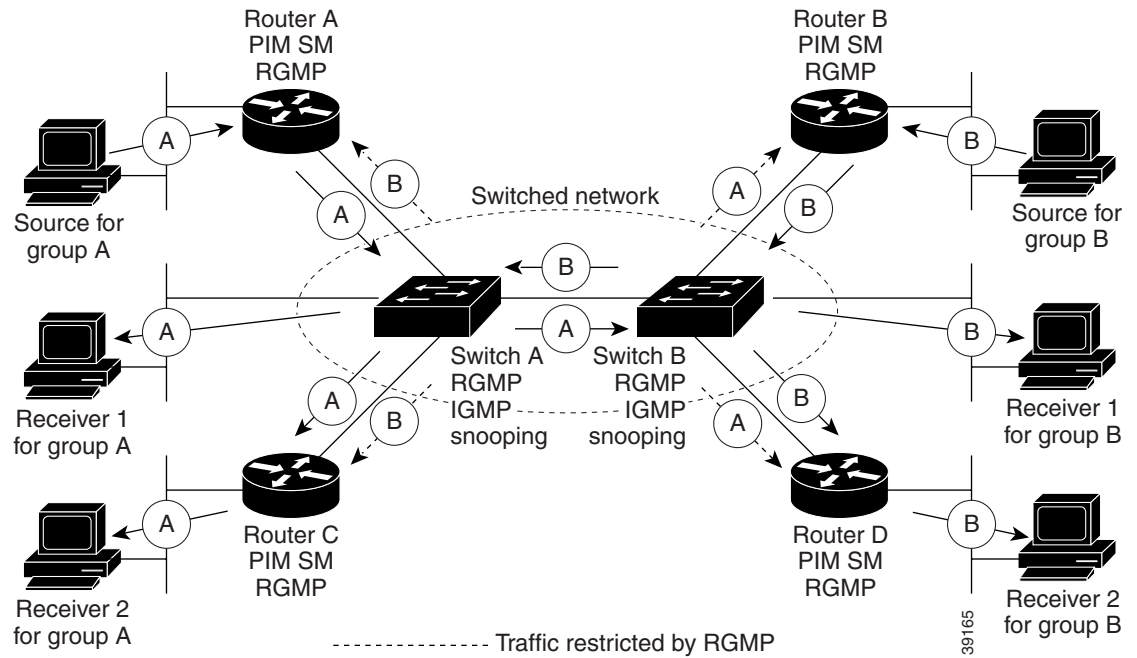 Router A
PIM SM
RGMP
Router B
PIM SM
RGMP
A
B
A
B
A
B
Switched network
A
B
Source for
group A
Source for
group B
B
A
A
B
Switch A
RGMP
IGMP
snooping
Switch B
RGMP
IGMP
snooping
Receiver 1
for group A
Receiver 1
for group B
A
B
A
B
A
B
Router C
PIM SM
RGMP
Router D
PIM SM
RGMP
Receiver 2
for group A
Receiver 2
for group B
Traffic restricted by RGMP
39165